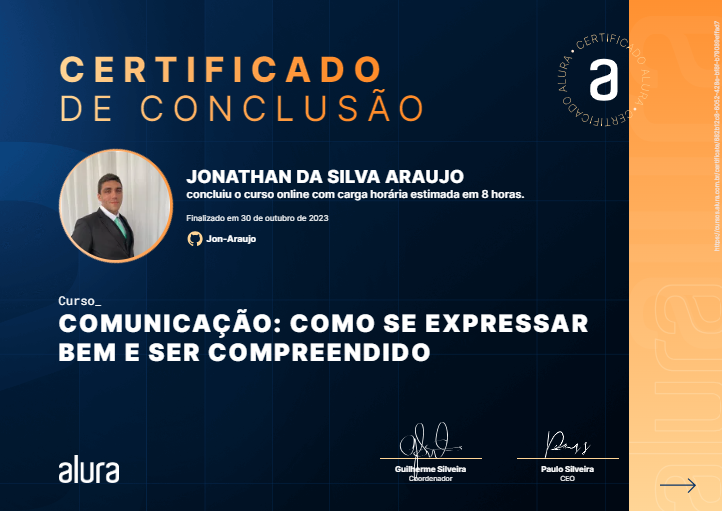 CERTIFICADO
DE CONCLUSÃO
CERTIFICADO ALURA • CERTIFICADO ALURA •
a
JONATHAN DA SILVA ARAUJO
concluiu o curso online com carga horária estimada em 8 horas.
Finalizado em 30 de outubro de 2023
Jon-Araujo
Curso_
COMUNICAÇÃO: COMO SE EXPRESSAR
BEM E SER COMPREENDIDO
alura
Guilherme Silveira
Coordenador
Paulo Silveira
CEO
alura